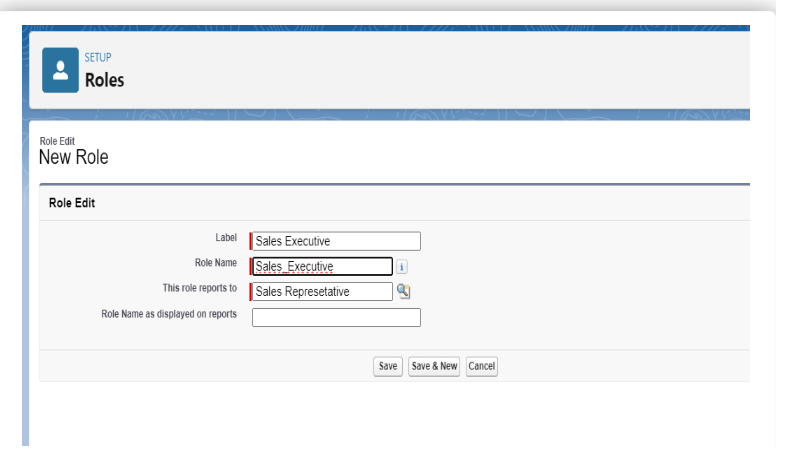 SETUP
Roles
Role Edit
New Role
Role Edit
Label Sales Executive
Role Name Sales_Executive i
This role reports to Sales Represetative
Role Name as displayed on reports
Save Save & New Cancel